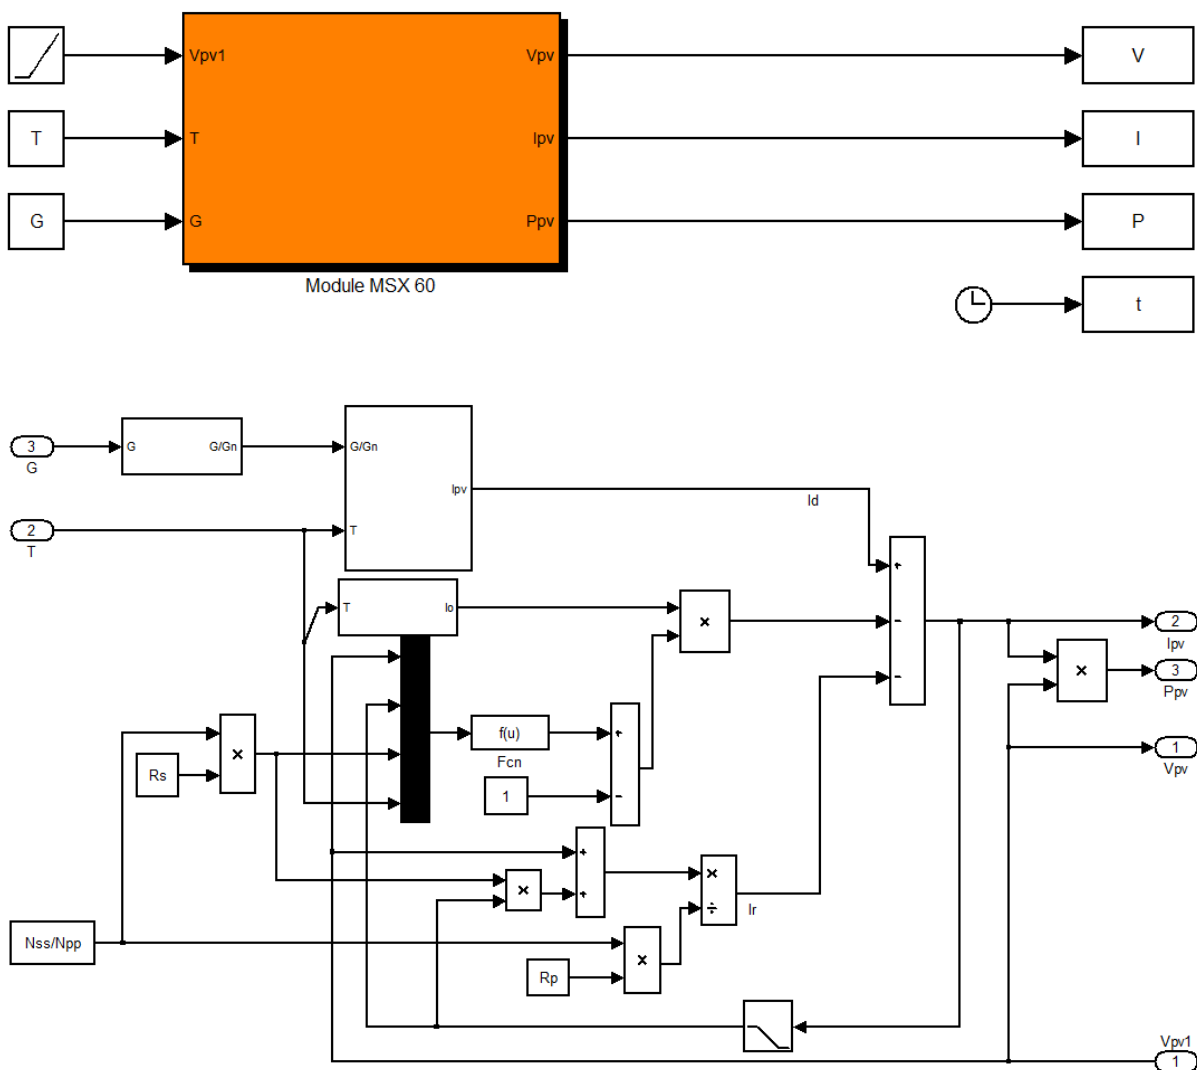 Vpv1
Vpv
V
T
T
Ipv
I
G
G
Ppv
P
Module MSX 60
t
3
G
G
G/Gn
G/Gn
Ipv
Id
2
T
T
+
T
Io
×
-
2
Ipv
-
×
3
Ppv
Rs
×
f(u)
Fcn
+
1
-
1
Vpv
+
×
+
×
÷
Ir
Nss/Npp
Rp
×
Vpv1
1